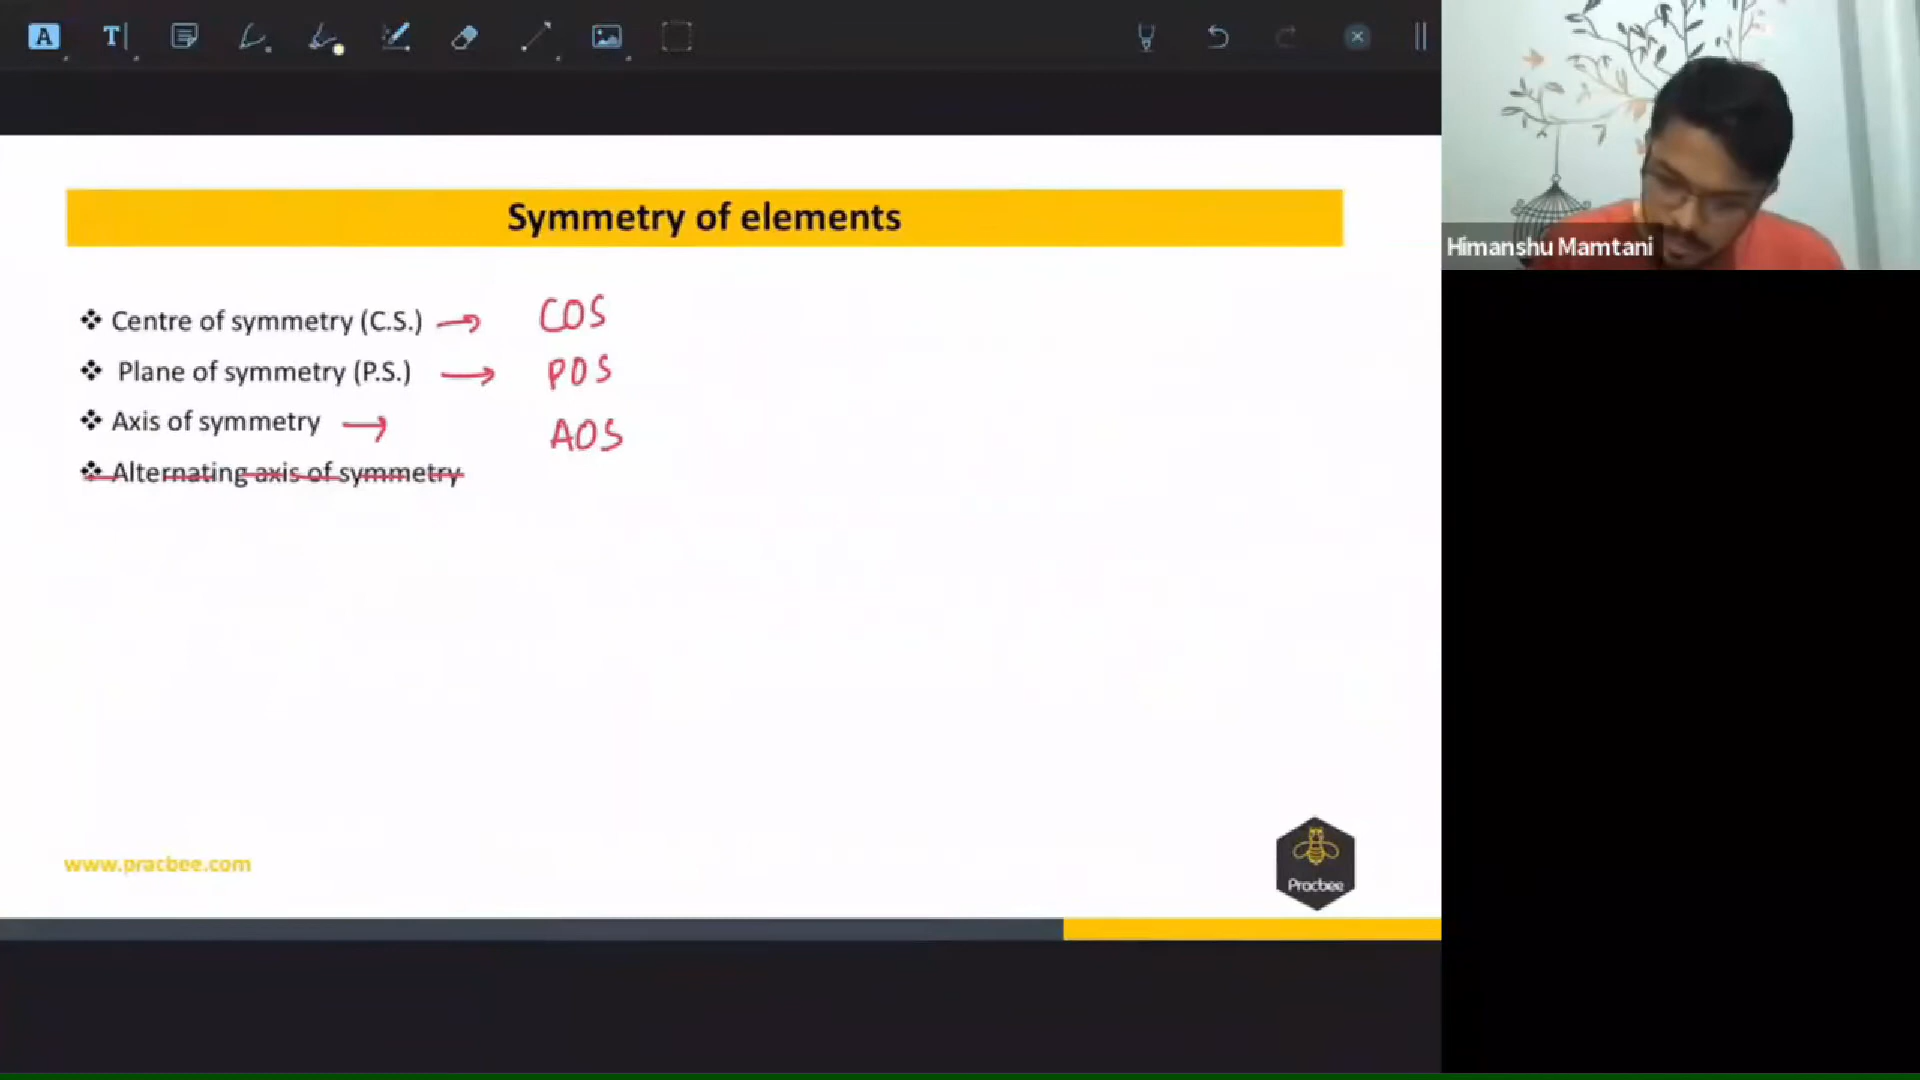 A T
Symmetry of elements
❖ Centre of symmetry (C.S.) → COS
❖ Plane of symmetry (P.S.) → POS
❖ Axis of symmetry → AOS
❖ Alternating axis of symmetry
www.pracbee.com
Pracbee
Himanshu Mamtani